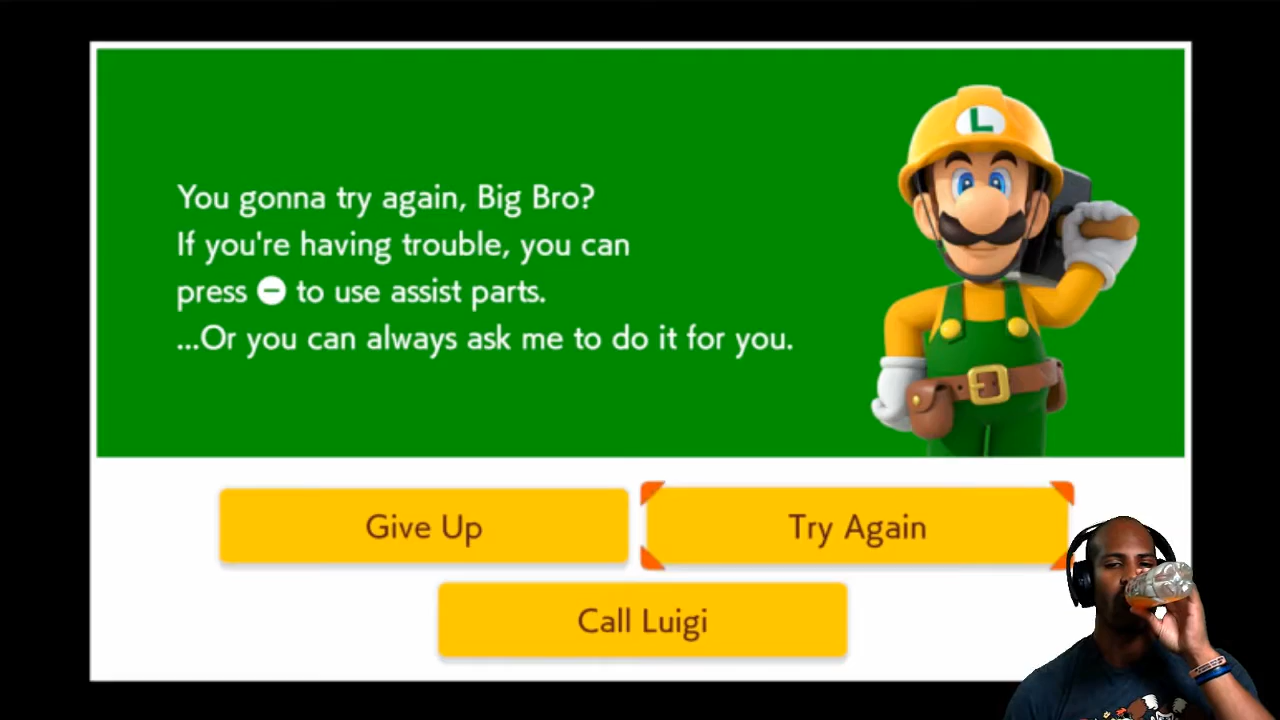 L
You gonna try again, Big Bro?
If you're having trouble, you can
press ⊖ to use assist parts.
...Or you can always ask me to do it for you.
Give Up
Try Again
Call Luigi